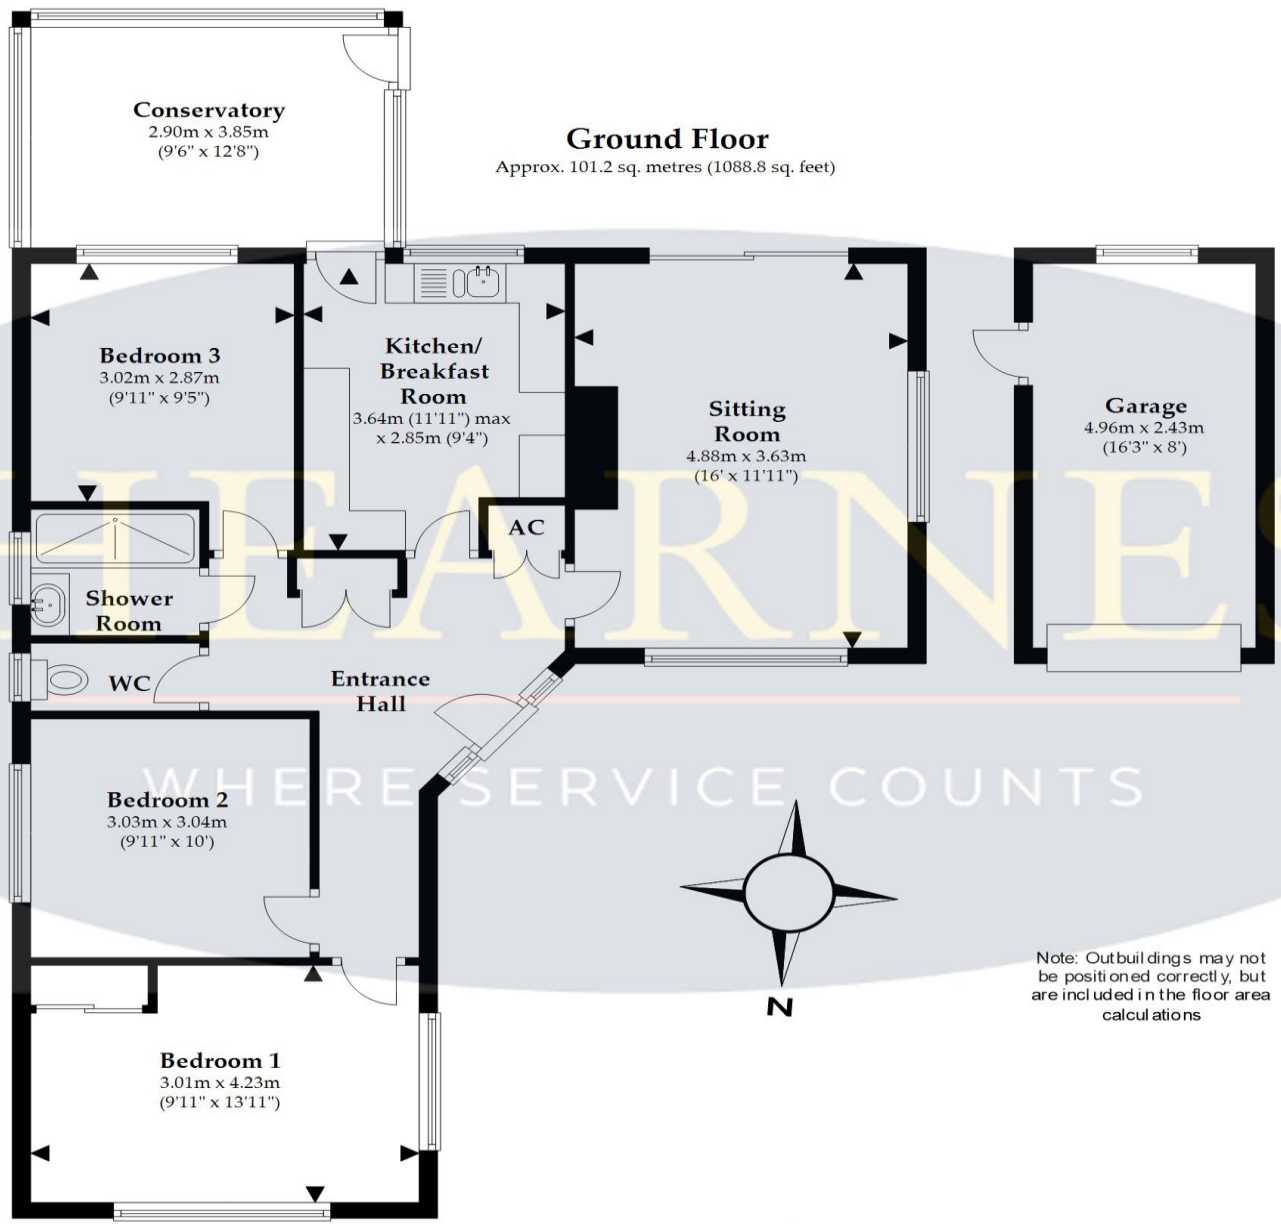 Conservatory
2.90m x 3.85m
(9'6" x 12'8")
Ground Floor
Approx. 101.2 sq. metres (1088.8 sq. feet)
Bedroom 3
3.02m x 2.87m
(9'11" x 9'5")
Kitchen/
Breakfast
Room
3.64m (11'11") max
x 2.85m (9'4")
Sitting
Room
4.88m x 3.63m
(16' x 11'11")
Garage
4.96m x 2.43m
(16'3" x 8')
HEARNES
AC
Shower
Room
WC
Entrance
Hall
WHERE SERVICE COUNTS
Bedroom 2
3.03m x 3.04m
(9'11" x 10')
N
Note: Outbuildings may not
be positioned correctly, but
are included in the floor area
calculations
Bedroom 1
3.01m x 4.23m
(9'11" x 13'11")